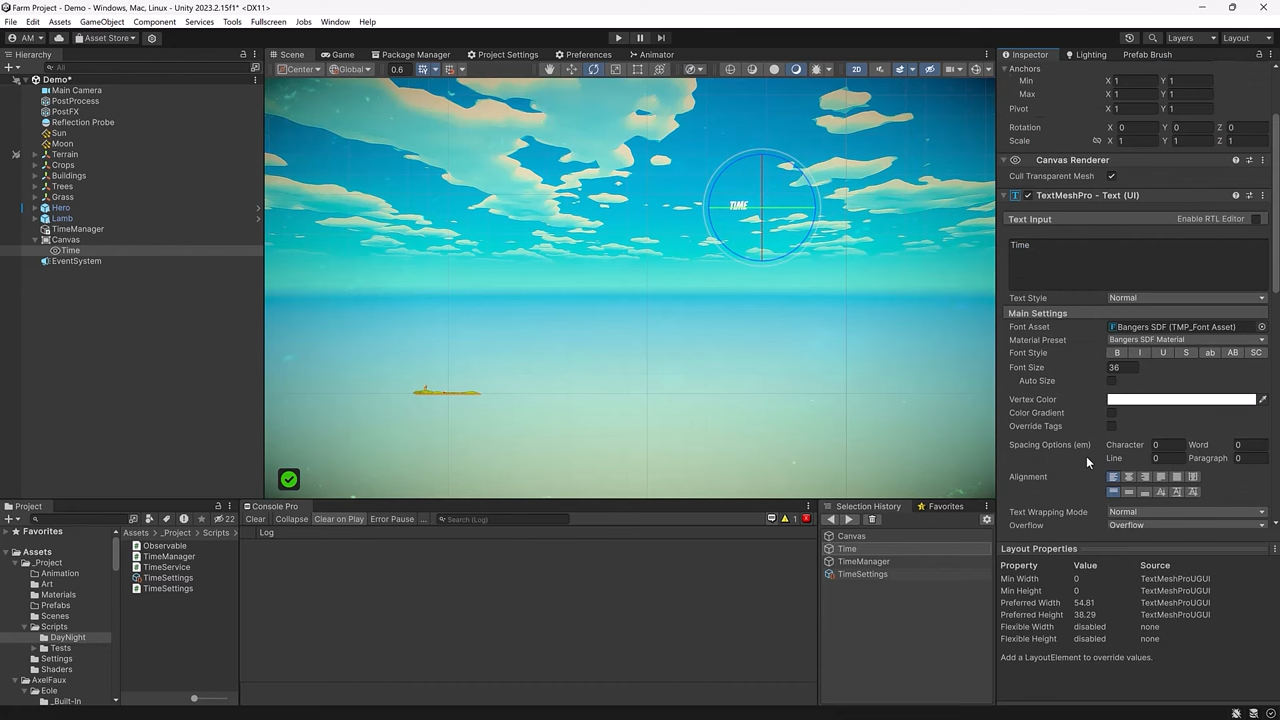 Farm Project - Demo - Windows, Mac, Linux - Unity 2023.2.15f1* <DX11>
File Edit Assets GameObject Component Services Tools Fullscreen Jobs Window Help
AM Asset Store Layers Layout
Hierarchy
All
Demo*
Main Camera
PostProcess
PostFX
Reflection Probe
Sun
Moon
Terrain
Crops
Buildings
Trees
Grass
Hero
Lamb
TimeManager
Canvas
Time
EventSystem
Scene Game Package Manager Project Settings Preferences Animator
Center Global 0.6 2D
TIME
Inspector Lighting Prefab Brush
Anchors
Min X 1 Y 1
Max X 1 Y 1
Pivot X 1 Y 1
Rotation X 0 Y 0 Z 0
Scale X 1 Y 1 Z 1
Canvas Renderer
Cull Transparent Mesh
TextMeshPro - Text (UI)
Text Input Enable RTL Editor
Time
Text Style Normal
Main Settings
Font Asset Bangers SDF (TMP_Font Asset)
Material Preset Bangers SDF Material
Font Style B I U S ab AB SC
Font Size 36
Auto Size
Vertex Color
Color Gradient
Override Tags
Spacing Options (em) Character 0 Word 0
Line 0 Paragraph 0
Alignment
Text Wrapping Mode Normal
Overflow Overflow
Layout Properties
Property Value Source
Min Width 0 TextMeshProUGUI
Min Height 0 TextMeshProUGUI
Preferred Width 54.81 TextMeshProUGUI
Preferred Height 38.29 TextMeshProUGUI
Flexible Width disabled none
Flexible Height disabled none
Add a LayoutElement to override values.
Project
22
Favorites
Assets
_Project
Animation
Art
Materials
Prefabs
Scenes
Scripts
DayNight
Tests
Settings
Shaders
AxelFaux
Eole
_Built-In
Assets > _Project > Scripts >
Observable
TimeManager
TimeService
TimeSettings
TimeSettings
Console Pro
Clear Collapse Clear on Play Error Pause ... Search (Log) 1
Log
Selection History Favorites
Canvas
Time
TimeManager
TimeSettings